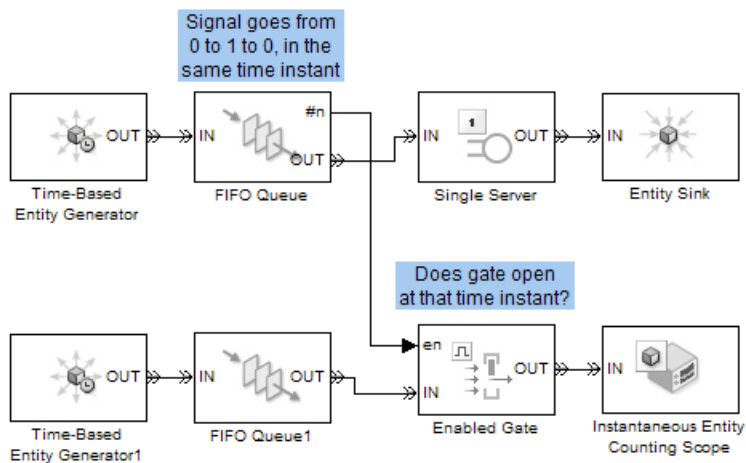 Signal goes from
0 to 1 to 0, in the
same time instant
#n
OUT
IN
OUT
IN
1
OUT
IN
Time-Based
Entity Generator
FIFO Queue
Single Server
Entity Sink
Does gate open
at that time instant?
en
OUT
IN
OUT
IN
OUT
IN
Time-Based
Entity Generator1
FIFO Queue1
Enabled Gate
Instantaneous Entity
Counting Scope